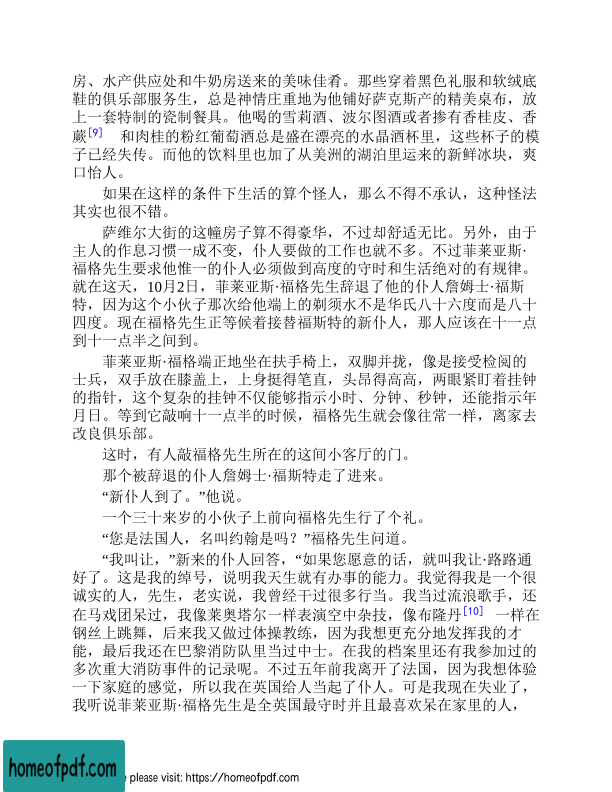 房、水产供应处和牛奶房送来的美味佳肴。那些穿着黑色礼服和软绒底
鞋的俱乐部服务生，总是神情庄重地为他铺好萨克斯产的精美桌布，放
上一套特制的瓷制餐具。他喝的雪莉酒、波尔图酒或者掺有香桂皮、香
蕨[9] 和肉桂的粉红葡萄酒总是盛在漂亮的水晶酒杯里，这些杯子的模
子已经失传。而他的饮料里也加了从美洲的湖泊里运来的新鲜冰块，爽
口怡人。
如果在这样的条件下生活的算个怪人，那么不得不承认，这种怪法
其实也很不错。
萨维尔大街的这幢房子算不得豪华，不过却舒适无比。另外，由于
主人的作息习惯一成不变，仆人要做的工作也就不多。不过菲莱亚斯·
福格先生要求他惟一的仆人必须做到高度的守时和生活绝对的有规律。
就在这天，10月2日，菲莱亚斯·福格先生辞退了他的仆人詹姆士·福斯
特，因为这个小伙子那次给他端上的剃须水不是华氏八十六度而是八十
四度。现在福格先生正等候着接替福斯特的新仆人，那人应该在十一点
到十一点半之间到。
菲莱亚斯·福格端正地坐在扶手椅上，双脚并拢，像是接受检阅的
士兵，双手放在膝盖上，上身挺得笔直，头昂得高高，两眼紧盯着挂钟
的指针，这个复杂的挂钟不仅能够指示小时、分钟、秒钟，还能指示年
月日。等到它敲响十一点半的时候，福格先生就会像往常一样，离家去
改良俱乐部。
这时，有人敲福格先生所在的这间小客厅的门。
那个被辞退的仆人詹姆士·福斯特走了进来。
“新仆人到了。”他说。
一个三十来岁的小伙子上前向福格先生行了个礼。
“您是法国人，名叫约翰是吗？”福格先生问道。
“我叫让，”新来的仆人回答，“如果您愿意的话，就叫我让·路路通
好了。这是我的绰号，说明我天生就有办事的能力。我觉得我是一个很
诚实的人，先生，老实说，我曾经干过很多行当。我当过流浪歌手，还
在马戏团呆过，我像莱奥塔尔一样表演空中杂技，像布隆丹[10] 一样在
钢丝上跳舞，后来我又做过体操教练，因为我想更充分地发挥我的才
能，最后我还在巴黎消防队里当过中士。在我的档案里还有我参加过的
多次重大消防事件的记录呢。不过五年前我离开了法国，因为我想体验
一下家庭的感觉，所以我在英国给人当起了仆人。可是我现在失业了，
我听说菲莱亚斯·福格先生是全英国最守时并且最喜欢呆在家里的人，
homeofpdf.com
please visit: https://homeofpdf.com